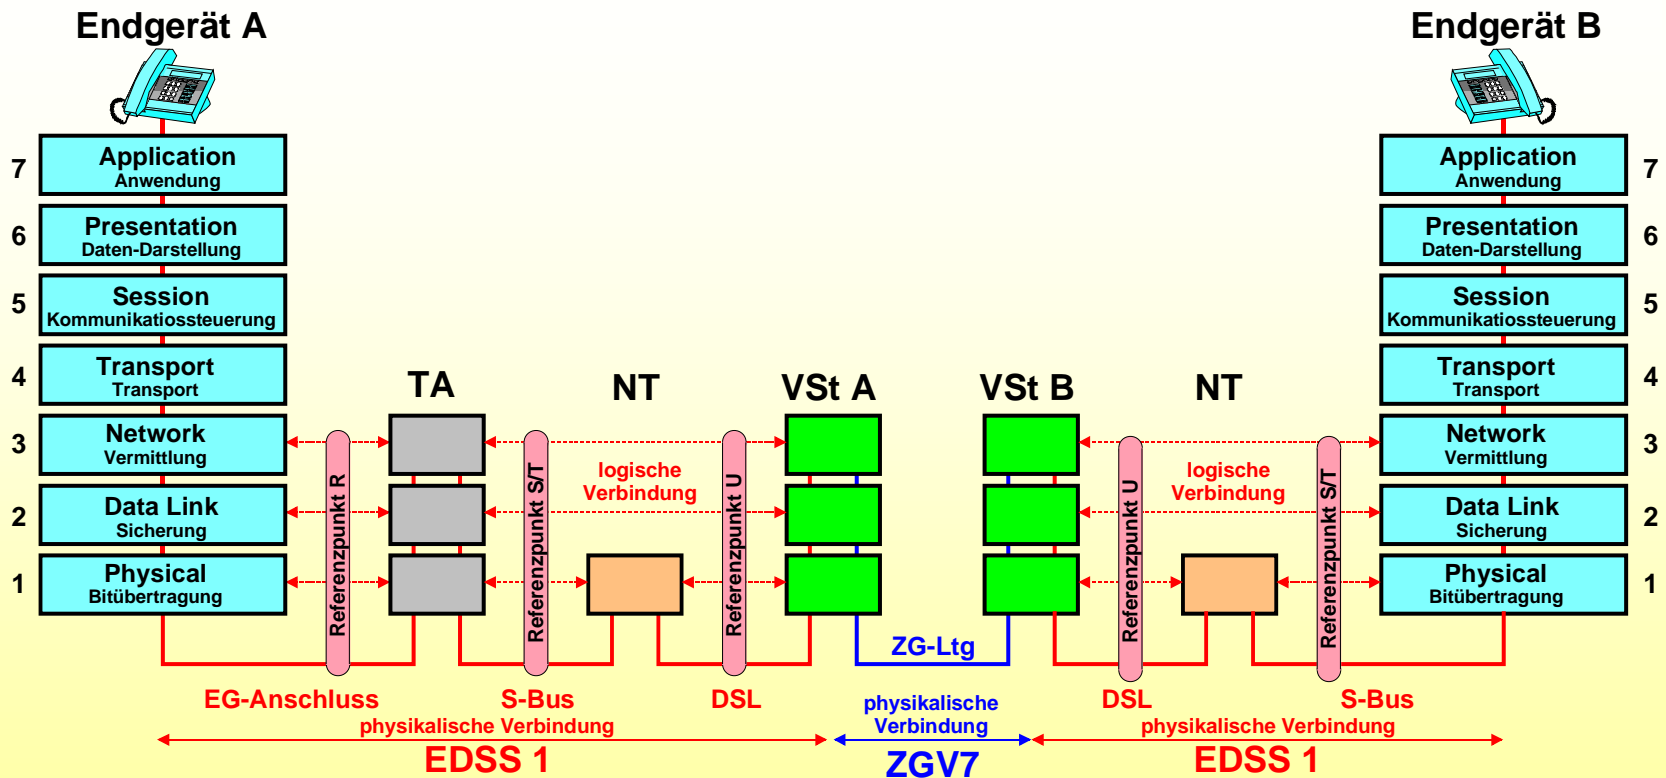 Endgerät A
Endgerät B
7
Application
Anwendung
Application
Anwendung
7
6
Presentation
Daten-Darstellung
Presentation
Daten-Darstellung
6
5
Session
Kommunikatiossteuerung
Session
Kommunikatiossteuerung
5
4
Transport
Transport
TA
NT
VSt A
VSt B
NT
Transport
Transport
4
3
Network
Vermittlung
Network
Vermittlung
3
logische
Verbindung
logische
Verbindung
2
Data Link
Sicherung
Data Link
Sicherung
2
1
Physical
Bitübertragung
Physical
Bitübertragung
1
Referenzpunkt R
Referenzpunkt S/T
Referenzpunkt U
Referenzpunkt U
Referenzpunkt S/T
ZG-Ltg
EG-Anschluss
S-Bus
DSL
physikalische
Verbindung
DSL
S-Bus
physikalische Verbindung
physikalische Verbindung
EDSS 1
ZGV7
EDSS 1